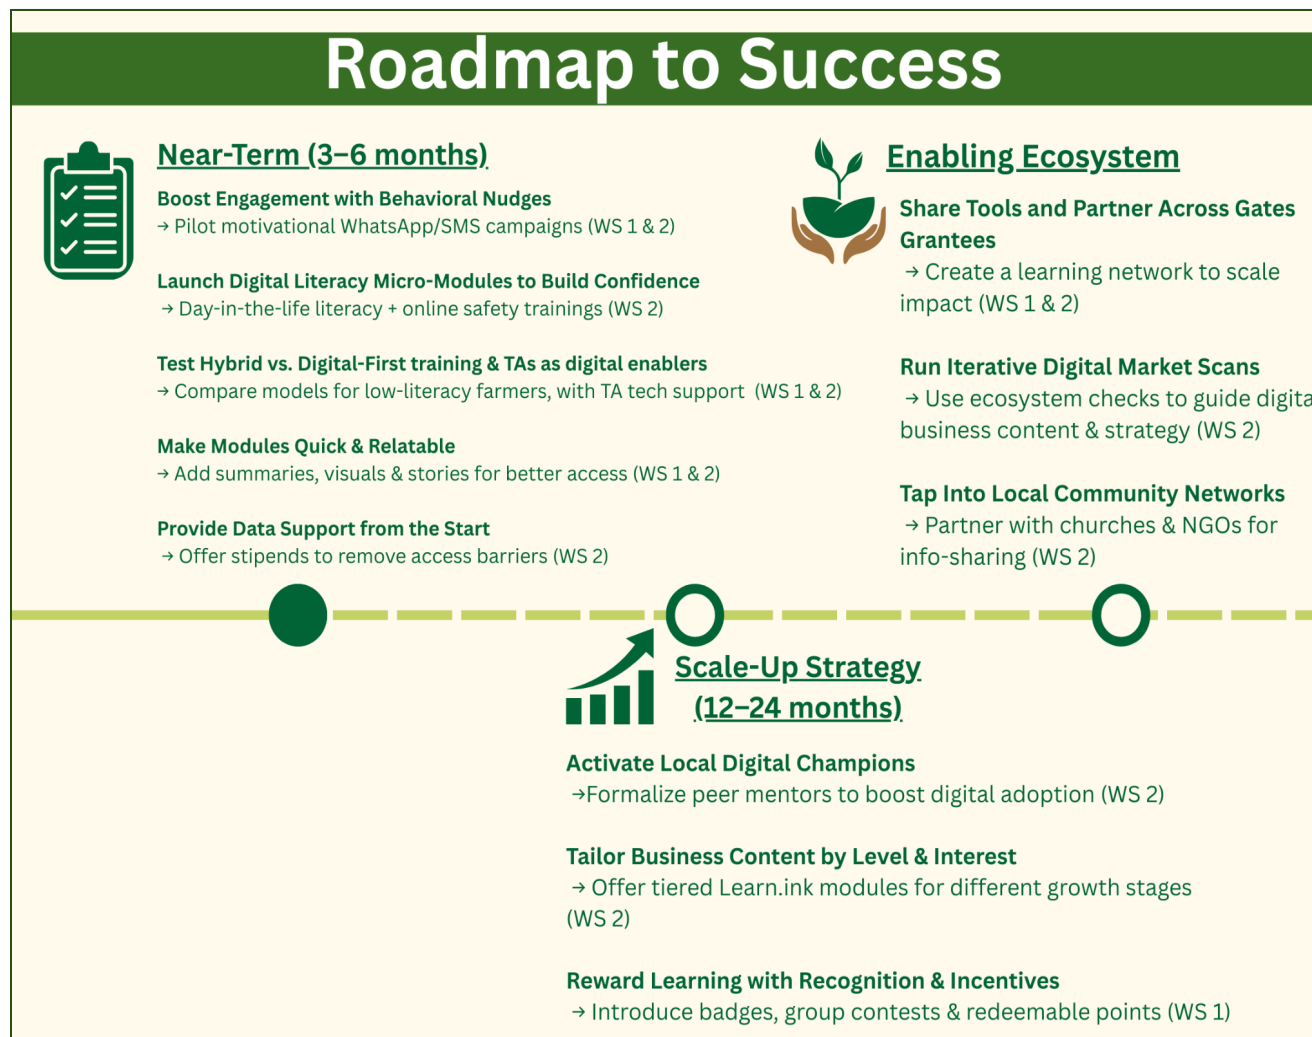 Roadmap to Success
Near-Term (3–6 months)
Boost Engagement with Behavioral Nudges
→ Pilot motivational WhatsApp/SMS campaigns (WS 1 & 2)
Launch Digital Literacy Micro-Modules to Build Confidence
→ Day-in-the-life literacy + online safety trainings (WS 2)
Test Hybrid vs. Digital-First training & TAs as digital enablers
→ Compare models for low-literacy farmers, with TA tech support (WS 1 & 2)
Make Modules Quick & Relatable
→ Add summaries, visuals & stories for better access (WS 1 & 2)
Provide Data Support from the Start
→ Offer stipends to remove access barriers (WS 2)
Enabling Ecosystem
Share Tools and Partner Across Gates
Grantees
→ Create a learning network to scale
impact (WS 1 & 2)
Run Iterative Digital Market Scans
→ Use ecosystem checks to guide digita
business content & strategy (WS 2)
Tap Into Local Community Networks
→ Partner with churches & NGOs for
info-sharing (WS 2)
Scale-Up Strategy
(12–24 months)
Activate Local Digital Champions
→Formalize peer mentors to boost digital adoption (WS 2)
Tailor Business Content by Level & Interest
→ Offer tiered Learn.ink modules for different growth stages
(WS 2)
Reward Learning with Recognition & Incentives
→ Introduce badges, group contests & redeemable points (WS 1)